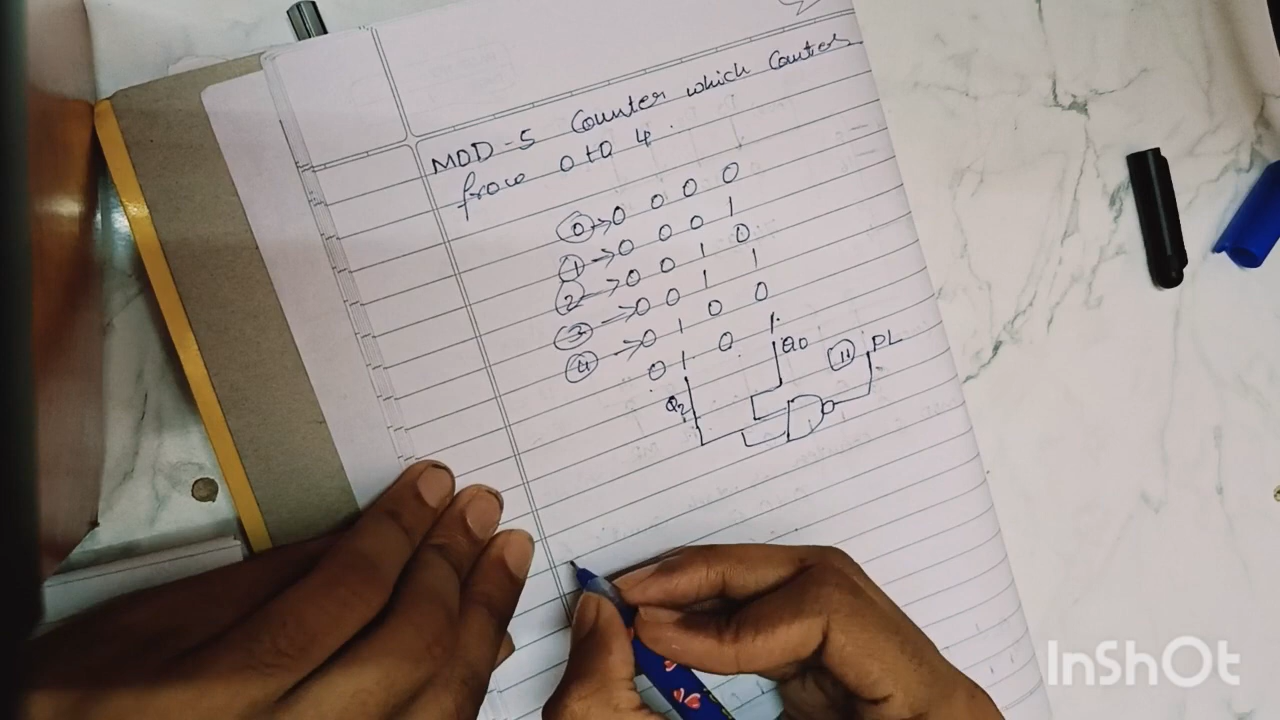 MOD-5 Counter which Counter
from 0 to 4.
0 → 0 0 0 0
1 → 0 0 0 1
2 → 0 0 1 0
3 → 0 0 1 1
4 → 0 1 0 0
0 1 0 1
Q2
Q0
11 PL
InShOt